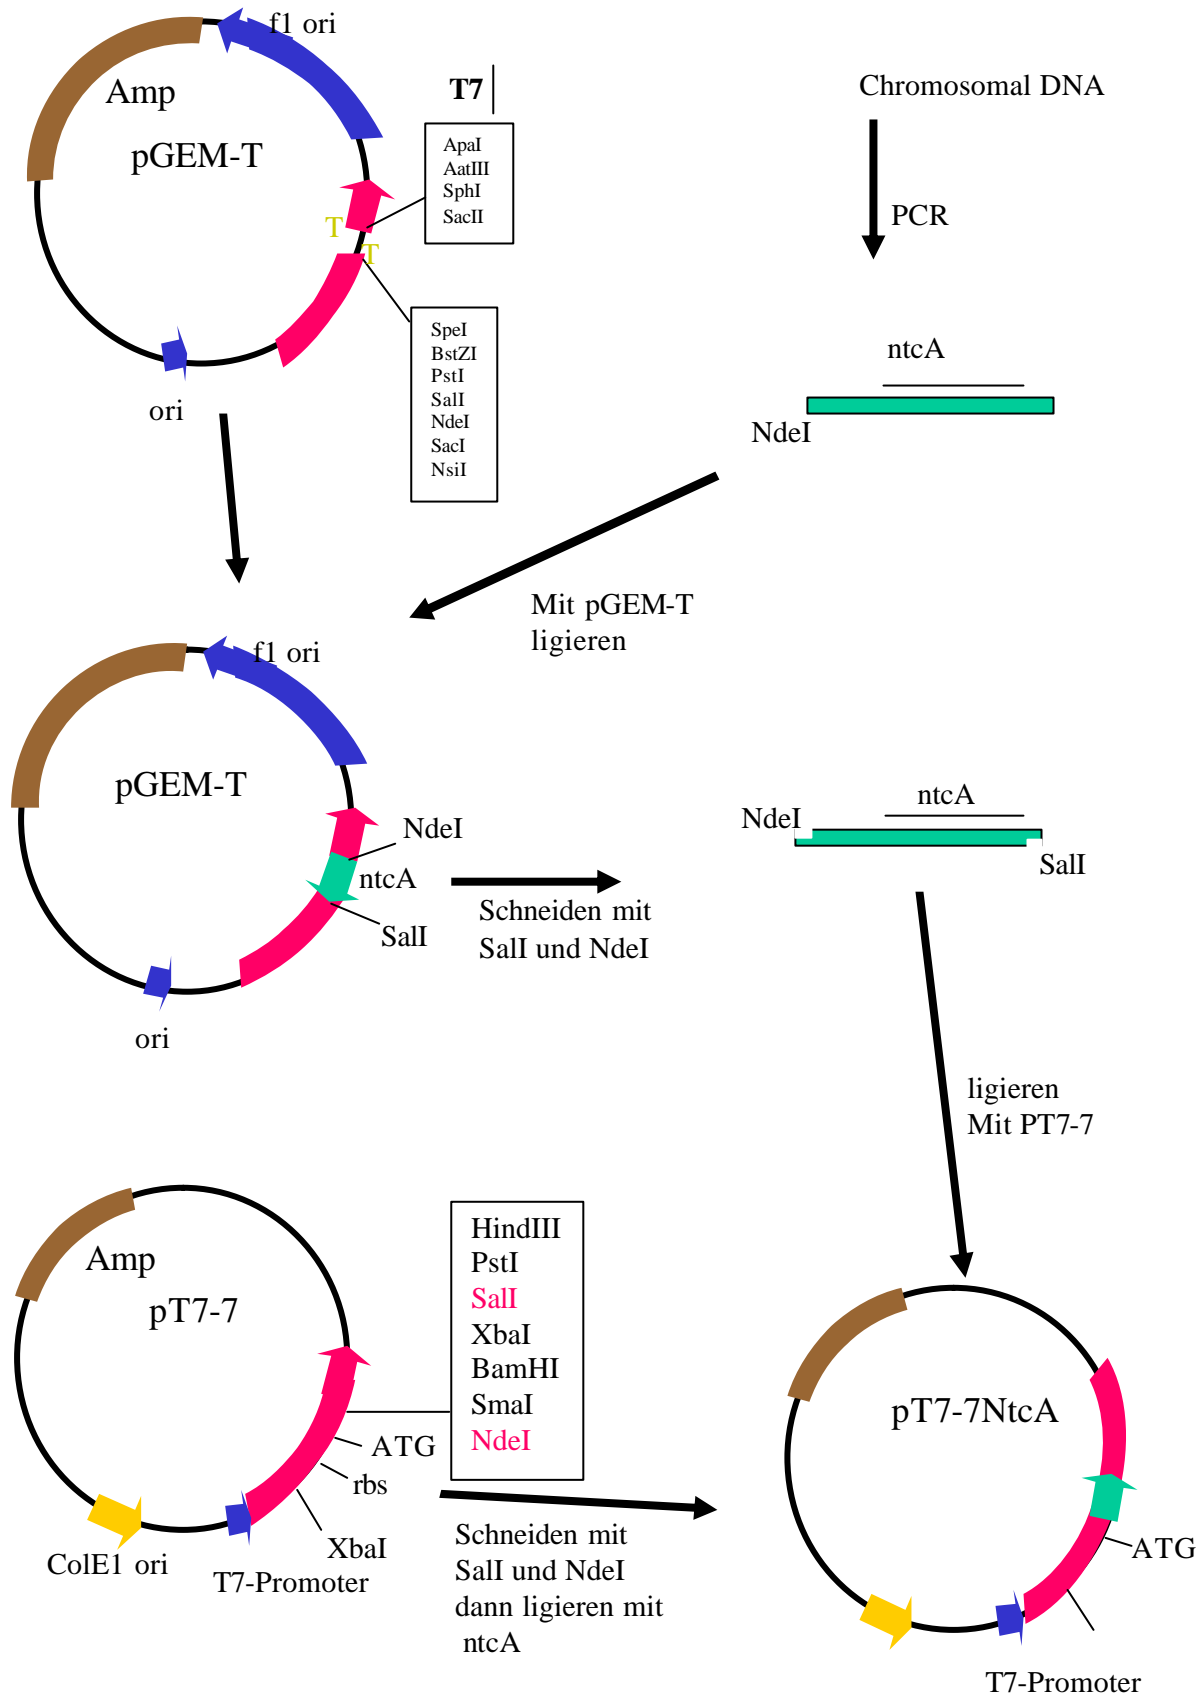 f1 ori
Amp
pGEM-T
T7
ApaI
AatIII
SphI
SacII
T
T
SpeI
BstZI
PstI
SalI
NdeI
SacI
NsiI
ori
Chromosomal DNA
PCR
ntcA
NdeI
Mit pGEM-T
ligieren
f1 ori
pGEM-T
NdeI
ntcA
SalI
ori
Schneiden mit
SalI und NdeI
ntcA
NdeI
SalI
ligieren
Mit PT7-7
Amp
pT7-7
HindIII
PstI
SalI
XbaI
BamHI
SmaI
NdeI
ATG
rbs
XbaI
ColE1 ori
T7-Promoter
Schneiden mit
SalI und NdeI
dann ligieren mit
ntcA
pT7-7NtcA
ATG
T7-Promoter